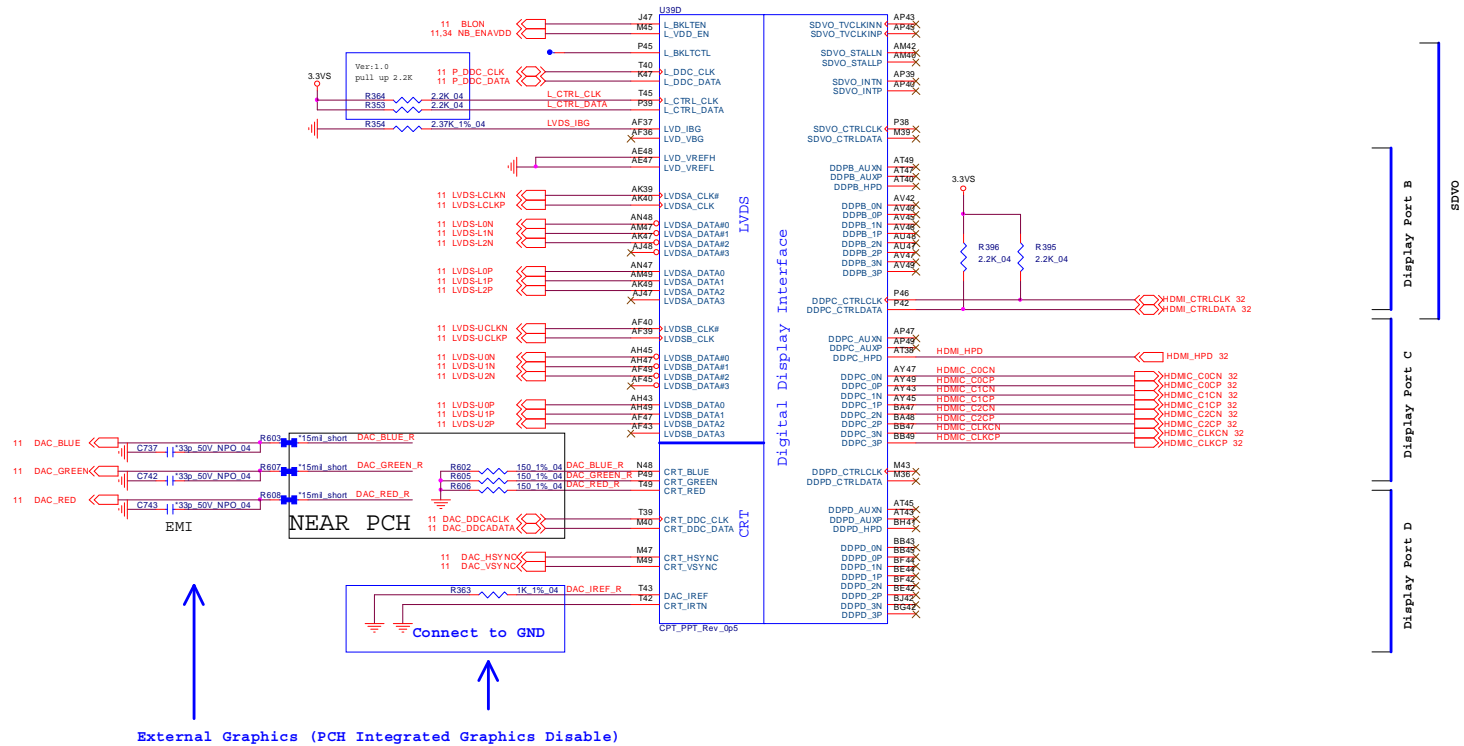 U39D
11 BLON
J47
L_BKLTEN
11,34 NB_ENAVDD
M45
L_VDD_EN
P45
L_BKLTCTL
Ver:1.0
pull up 2.2K
3.3VS
11 P_DDC_CLK
T40
L_DDC_CLK
11 P_DDC_DATA
K47
L_DDC_DATA
R364 2.2K_04
L_CTRL_CLK
T45
L_CTRL_CLK
R353 2.2K_04
L_CTRL_DATA
P39
L_CTRL_DATA
R354 2.37K_1%_04
LVDS_IBG
AF37
LVD_IBG
AF36
LVD_VBG
AE48
LVD_VREFH
AE47
LVD_VREFL
11 LVDS-LCLKN
AK39
LVDSA_CLK#
11 LVDS-LCLKP
AK40
LVDSA_CLK
11 LVDS-L0N
AN48
LVDSA_DATA#0
11 LVDS-L1N
AM47
LVDSA_DATA#1
11 LVDS-L2N
AK47
LVDSA_DATA#2
AJ48
LVDSA_DATA#3
11 LVDS-L0P
AN47
LVDSA_DATA0
11 LVDS-L1P
AM49
LVDSA_DATA1
11 LVDS-L2P
AK49
LVDSA_DATA2
AJ47
LVDSA_DATA3
11 LVDS-UCLKN
AF40
LVDSB_CLK#
11 LVDS-UCLKP
AF39
LVDSB_CLK
11 LVDS-U0N
AH45
LVDSB_DATA#0
11 LVDS-U1N
AH47
LVDSB_DATA#1
11 LVDS-U2N
AF49
LVDSB_DATA#2
AF45
LVDSB_DATA#3
11 LVDS-U0P
AH43
LVDSB_DATA0
11 LVDS-U1P
AH49
LVDSB_DATA1
11 LVDS-U2P
AF47
LVDSB_DATA2
AF43
LVDSB_DATA3
11 DAC_BLUE
C737 *33p_50V_NPO_04
R603 *15mil_short
DAC_BLUE_R
11 DAC_GREEN
C742 *33p_50V_NPO_04
R607 *15mil_short
DAC_GREEN_R
11 DAC_RED
C743 *33p_50V_NPO_04
R608 *15mil_short
DAC_RED_R
EMI
NEAR PCH
R602 150_1%_04 DAC_BLUE_R
N48
CRT_BLUE
R605 150_1%_04 DAC_GREEN_R
P49
CRT_GREEN
R606 150_1%_04 DAC_RED_R
T49
CRT_RED
11 DAC_DDCACLK
T39
CRT_DDC_CLK
11 DAC_DDCADATA
M40
CRT_DDC_DATA
11 DAC_HSYNC
M47
CRT_HSYNC
11 DAC_VSYNC
M49
CRT_VSYNC
R363 1K_1%_04 DAC_IREF_R
T43
DAC_IREF
T42
CRT_IRTN
Connect to GND
CPT_PPT_Rev_0p5
LVDS
CRT
Digital Display Interface
SDVO_TVCLKINN
AP43
SDVO_TVCLKINP
AP45
SDVO_STALLN
AM42
SDVO_STALLP
AM40
SDVO_INTN
AP39
SDVO_INTP
AP40
SDVO_CTRLCLK
P38
SDVO_CTRLDATA
M39
DDPB_AUXN
AT49
DDPB_AUXP
AT47
DDPB_HPD
AT40
DDPB_0N
AV42
DDPB_0P
AV40
DDPB_1N
AV45
DDPB_1P
AV46
DDPB_2N
AU48
DDPB_2P
AU47
DDPB_3N
AV47
DDPB_3P
AV49
3.3VS
R396
2.2K_04
R395
2.2K_04
DDPC_CTRLCLK
P46
HDMI_CTRLCLK 32
DDPC_CTRLDATA
P42
HDMI_CTRLDATA 32
DDPC_AUXN
AP47
DDPC_AUXP
AP49
DDPC_HPD
AT38
HDMI_HPD
HDMI_HPD 32
DDPC_0N
AY47
HDMIC_C0CN
HDMIC_C0CN 32
DDPC_0P
AY49
HDMIC_C0CP
HDMIC_C0CP 32
DDPC_1N
AY43
HDMIC_C1CN
HDMIC_C1CN 32
DDPC_1P
AY45
HDMIC_C1CP
HDMIC_C1CP 32
DDPC_2N
BA47
HDMIC_C2CN
HDMIC_C2CN 32
DDPC_2P
BA48
HDMIC_C2CP
HDMIC_C2CP 32
DDPC_3N
BB47
HDMIC_CLKCN
HDMIC_CLKCN 32
DDPC_3P
BB49
HDMIC_CLKCP
HDMIC_CLKCP 32
DDPD_CTRLCLK
M43
DDPD_CTRLDATA
M36
DDPD_AUXN
AT45
DDPD_AUXP
AT43
DDPD_HPD
BH41
DDPD_0N
BB43
DDPD_0P
BB45
DDPD_1N
BF44
DDPD_1P
BE44
DDPD_2N
BF42
DDPD_2P
BE42
DDPD_3N
BJ42
DDPD_3P
BG42
Display Port B
SDVO
Display Port C
Display Port D
External Graphics (PCH Integrated Graphics Disable)